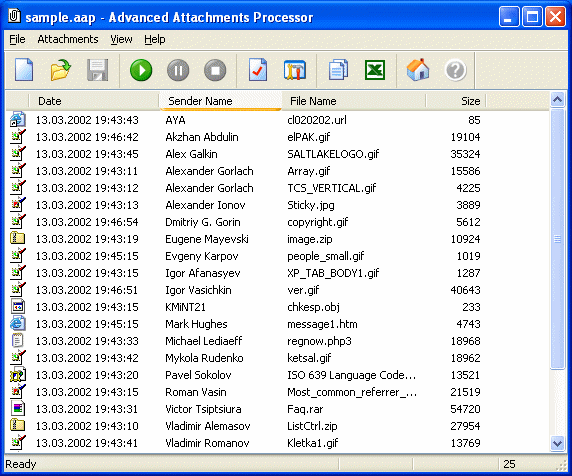 sample.aap - Advanced Attachments Processor
File Attachments View Help
Date Sender Name File Name Size
13.03.2002 19:43:43 AYA cl020202.url 85
13.03.2002 19:46:42 Akzhan Abdulin elPAK.gif 19104
13.03.2002 19:43:45 Alex Galkin SALTLAKELOGO.gif 35324
13.03.2002 19:43:11 Alexander Gorlach Array.gif 15586
13.03.2002 19:43:12 Alexander Gorlach TCS_VERTICAL.gif 4225
13.03.2002 19:43:13 Alexander Ionov Sticky.jpg 3889
13.03.2002 19:46:54 Dmitriy G. Gorin copyright.gif 5612
13.03.2002 19:43:19 Eugene Mayevski image.zip 10924
13.03.2002 19:45:15 Evgeny Karpov people_small.gif 1019
13.03.2002 19:43:15 Igor Afanasyev XP_TAB_BODY1.gif 1287
13.03.2002 19:46:51 Igor Vasichkin ver.gif 40643
13.03.2002 19:43:18 KMiNT21 chkesp.obj 233
13.03.2002 19:45:15 Mark Hughes message1.htm 4743
13.03.2002 19:43:33 Michael Lediaeff regnow.php3 18968
13.03.2002 19:43:42 Mykola Rudenko ketsal.gif 18962
13.03.2002 19:43:20 Pavel Sokolov ISO 639 Language Code... 13521
13.03.2002 19:43:15 Roman Vasin Most_common_referrer_... 21519
13.03.2002 19:43:31 Victor Tsiptsiura Faq.rar 54720
13.03.2002 19:43:10 Vladimir Alemasov ListCtrl.zip 27954
13.03.2002 19:43:41 Vladimir Romanov Kletka1.gif 13769
Ready 25